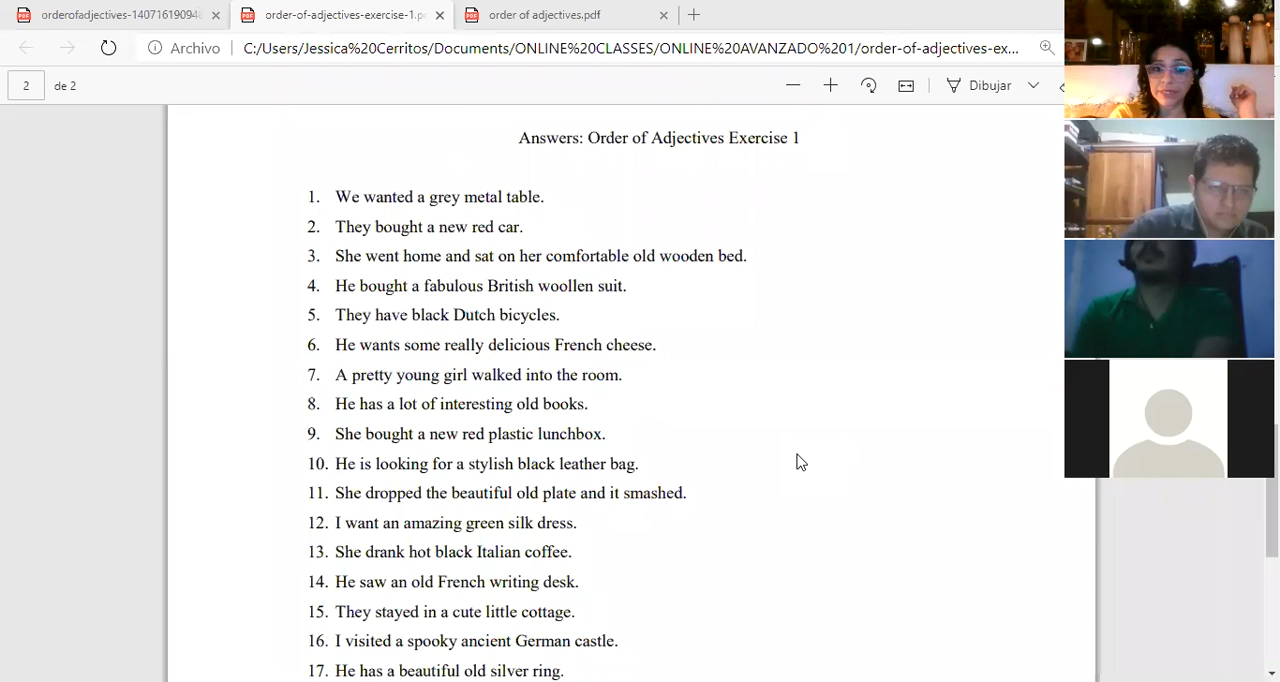 orderofadjectives-140716190948
order-of-adjectives-exercise-1.p
order of adjectives.pdf
Archivo
C:/Users/Jessica%20Cerritos/Documents/ONLINE%20CLASSES/ONLINE%20AVANZADO%201/order-of-adjectives-ex...
2 de 2
Dibujar
Answers: Order of Adjectives Exercise 1
1. We wanted a grey metal table.
2. They bought a new red car.
3. She went home and sat on her comfortable old wooden bed.
4. He bought a fabulous British woollen suit.
5. They have black Dutch bicycles.
6. He wants some really delicious French cheese.
7. A pretty young girl walked into the room.
8. He has a lot of interesting old books.
9. She bought a new red plastic lunchbox.
10. He is looking for a stylish black leather bag.
11. She dropped the beautiful old plate and it smashed.
12. I want an amazing green silk dress.
13. She drank hot black Italian coffee.
14. He saw an old French writing desk.
15. They stayed in a cute little cottage.
16. I visited a spooky ancient German castle.
17. He has a beautiful old silver ring.